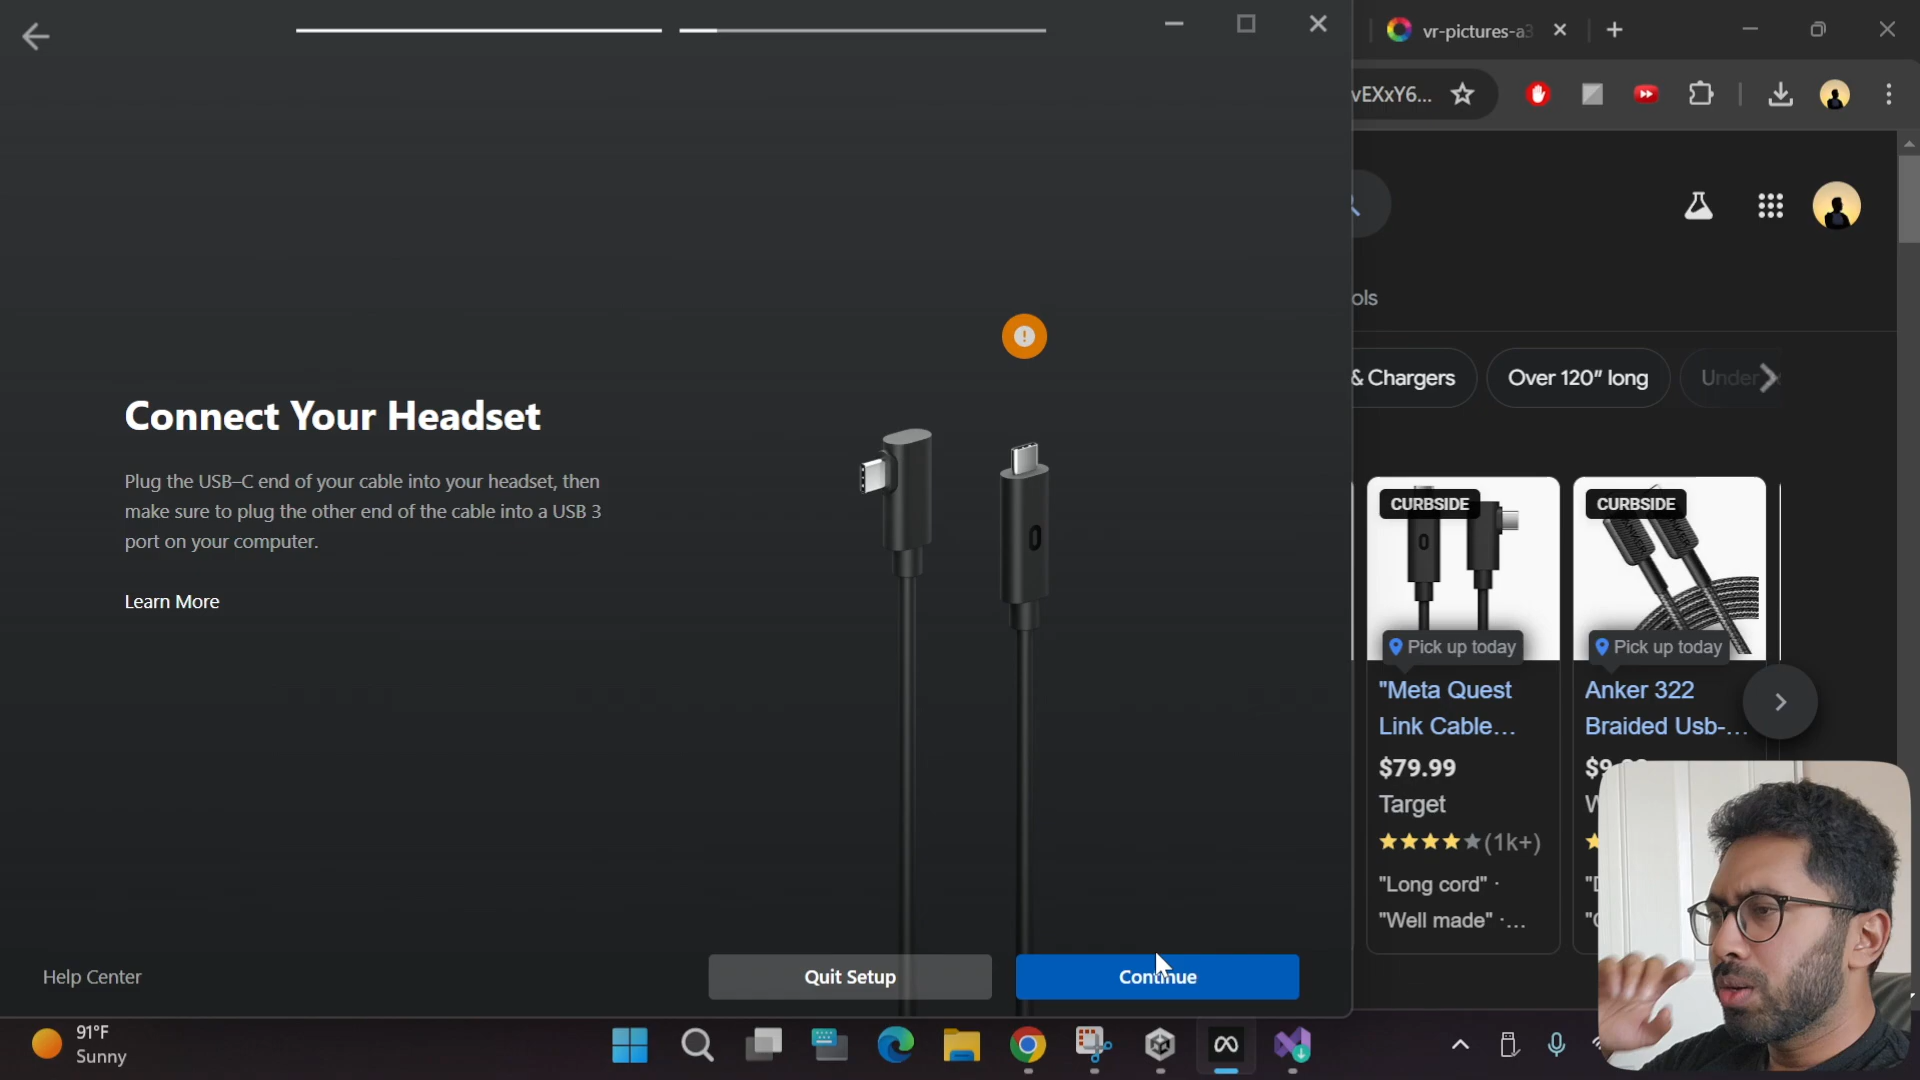 Connect Your Headset
Plug the USB-C end of your cable into your headset, then
make sure to plug the other end of the cable into a USB 3
port on your computer.
Learn More
Help Center
Quit Setup
Continue
vr-pictures-a3
vEXxY6...
ols
& Chargers
Over 120" long
Under
CURBSIDE
Pick up today
"Meta Quest
Link Cable...
$79.99
Target
(1k+)
"Long cord" ·
"Well made" ·...
CURBSIDE
ANKER
ANKER
Pick up today
Anker 322
Braided Usb-...
91°F
Sunny